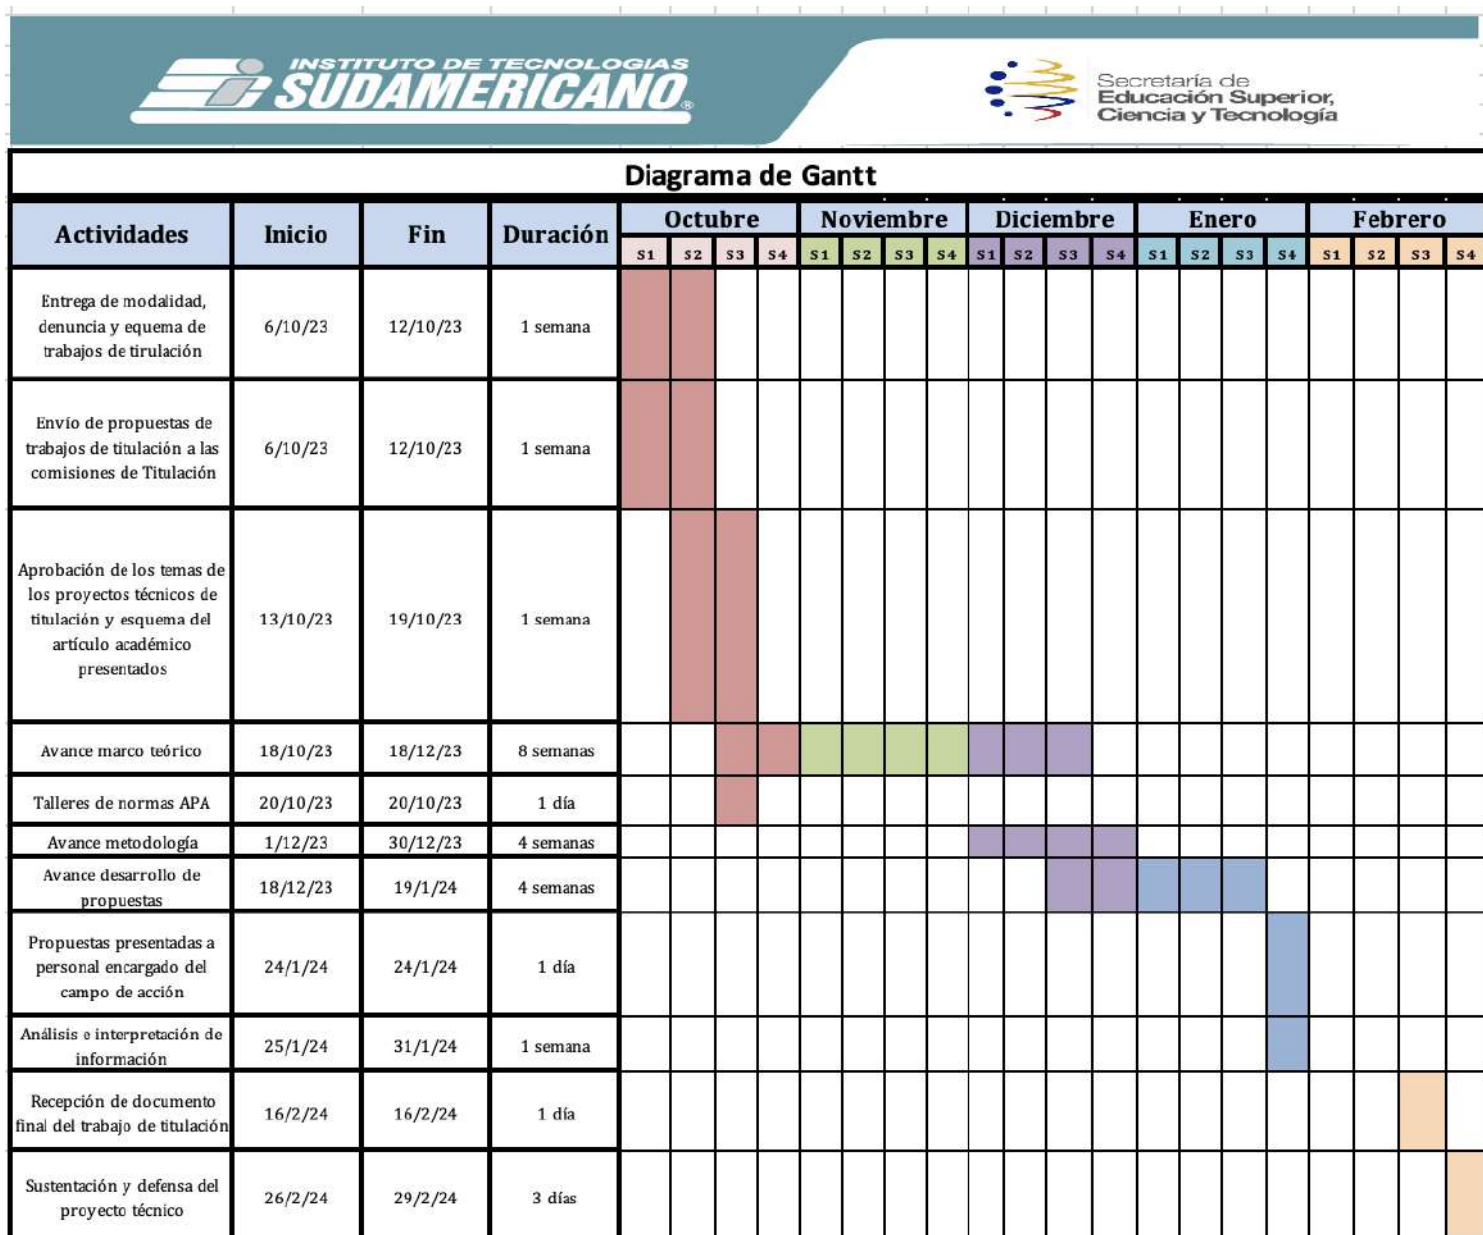 INSTITUTO DE TECNOLOGIAS
SUDAMERICANO®
Secretaría de
Educación Superior,
Ciencia y Tecnología
Diagrama de Gantt
Actividades Inicio Fin Duración Octubre Noviembre Diciembre Enero Febrero
S1 S2 S3 S4 S1 S2 S3 S4 S1 S2 S3 S4 S1 S2 S3 S4 S1 S2 S3 S4
Entrega de modalidad,
denuncia y equema de
trabajos de tirulación
6/10/23 12/10/23 1 semana
Envío de propuestas de
trabajos de titulación a las
comisiones de Titulación
6/10/23 12/10/23 1 semana
Aprobación de los temas de
los proyectos técnicos de
titulación y esquema del
artículo académico
presentados
13/10/23 19/10/23 1 semana
Avance marco teórico 18/10/23 18/12/23 8 semanas
Talleres de normas APA 20/10/23 20/10/23 1 día
Avance metodología 1/12/23 30/12/23 4 semanas
Avance desarrollo de
propuestas
18/12/23 19/1/24 4 semanas
Propuestas presentadas a
personal encargado del
campo de acción
24/1/24 24/1/24 1 día
Análisis e interpretación de
información
25/1/24 31/1/24 1 semana
Recepción de documento
final del trabajo de titulación
16/2/24 16/2/24 1 día
Sustentación y defensa del
proyecto técnico
26/2/24 29/2/24 3 días